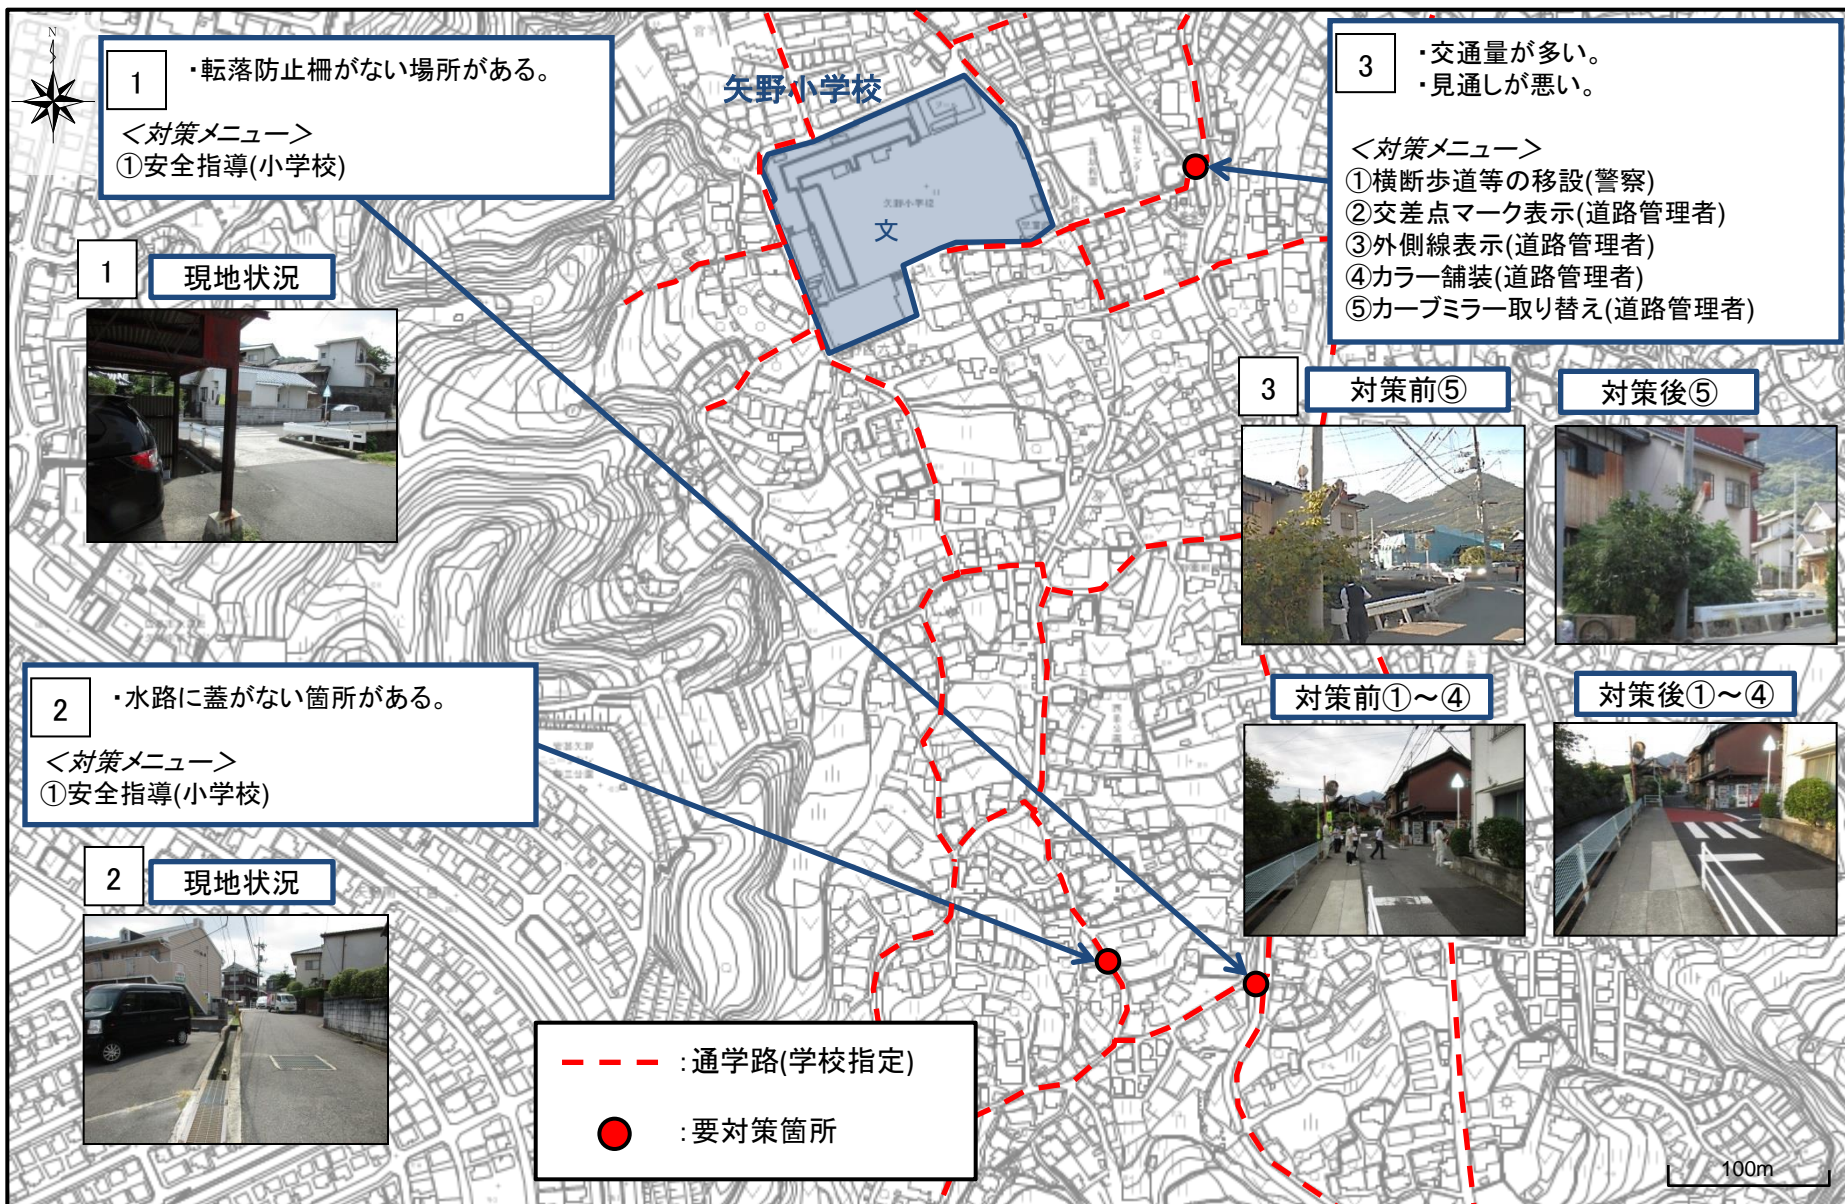 N
1
・転落防止柵がない場所がある。
＜対策メニュー＞
①安全指導(小学校)
矢野小学校
矢野小学校
文
3
・交通量が多い。
・見通しが悪い。
＜対策メニュー＞
①横断歩道等の移設(警察)
②交差点マーク表示(道路管理者)
③外側線表示(道路管理者)
④カラー舗装(道路管理者)
⑤カーブミラー取り替え(道路管理者)
1
現地状況
3
対策前⑤
対策後⑤
2
・水路に蓋がない箇所がある。
＜対策メニュー＞
①安全指導(小学校)
対策前①～④
対策後①～④
2
現地状況
：通学路(学校指定)
：要対策箇所
100m